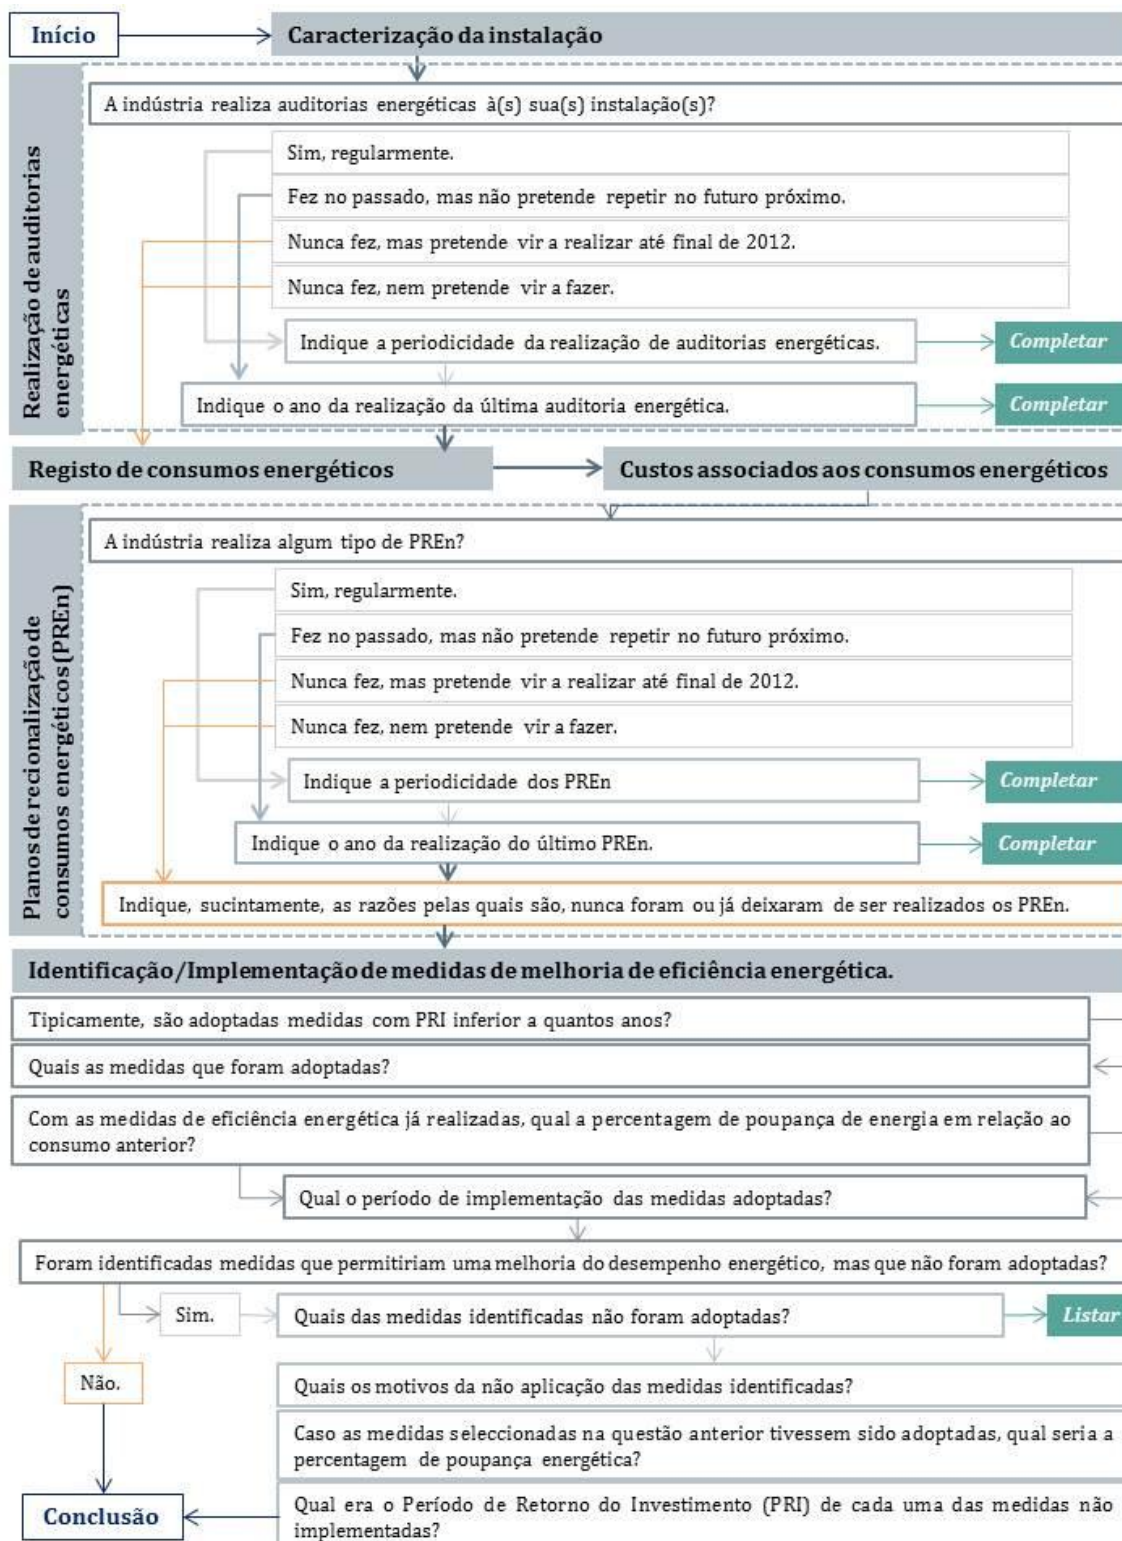 Início
Caracterização da instalação
Realização de auditorias
energéticas
A indústria realiza auditorias energéticas à(s) sua(s) instalação(s)?
Sim, regularmente.
Fez no passado, mas não pretende repetir no futuro próximo.
Nunca fez, mas pretende vir a realizar até final de 2012.
Nunca fez, nem pretende vir a fazer.
Indique a periodicidade da realização de auditorias energéticas.
Completar
Indique o ano da realização da última auditoria energética.
Completar
Registo de consumos energéticos
Custos associados aos consumos energéticos
Planos de recionalização de
consumos energéticos (PREn)
A indústria realiza algum tipo de PREn?
Sim, regularmente.
Fez no passado, mas não pretende repetir no futuro próximo.
Nunca fez, mas pretende vir a realizar até final de 2012.
Nunca fez, nem pretende vir a fazer.
Indique a periodicidade dos PREn
Completar
Indique o ano da realização do último PREn.
Completar
Indique, sucintamente, as razões pelas quais são, nunca foram ou já deixaram de ser realizados os PREn.
Identificação/Implementação de medidas de melhoria de eficiência energética.
Tipicamente, são adoptadas medidas com PRI inferior a quantos anos?
Quais as medidas que foram adoptadas?
Com as medidas de eficiência energética já realizadas, qual a percentagem de poupança de energia em relação ao
consumo anterior?
Qual o período de implementação das medidas adoptadas?
Foram identificadas medidas que permitiriam uma melhoria do desempenho energético, mas que não foram adoptadas?
Sim.
Quais das medidas identificadas não foram adoptadas?
Listar
Não.
Quais os motivos da não aplicação das medidas identificadas?
Caso as medidas seleccionadas na questão anterior tivessem sido adoptadas, qual seria a
percentagem de poupança energética?
Conclusão
Qual era o Período de Retorno do Investimento (PRI) de cada uma das medidas não
implementadas?